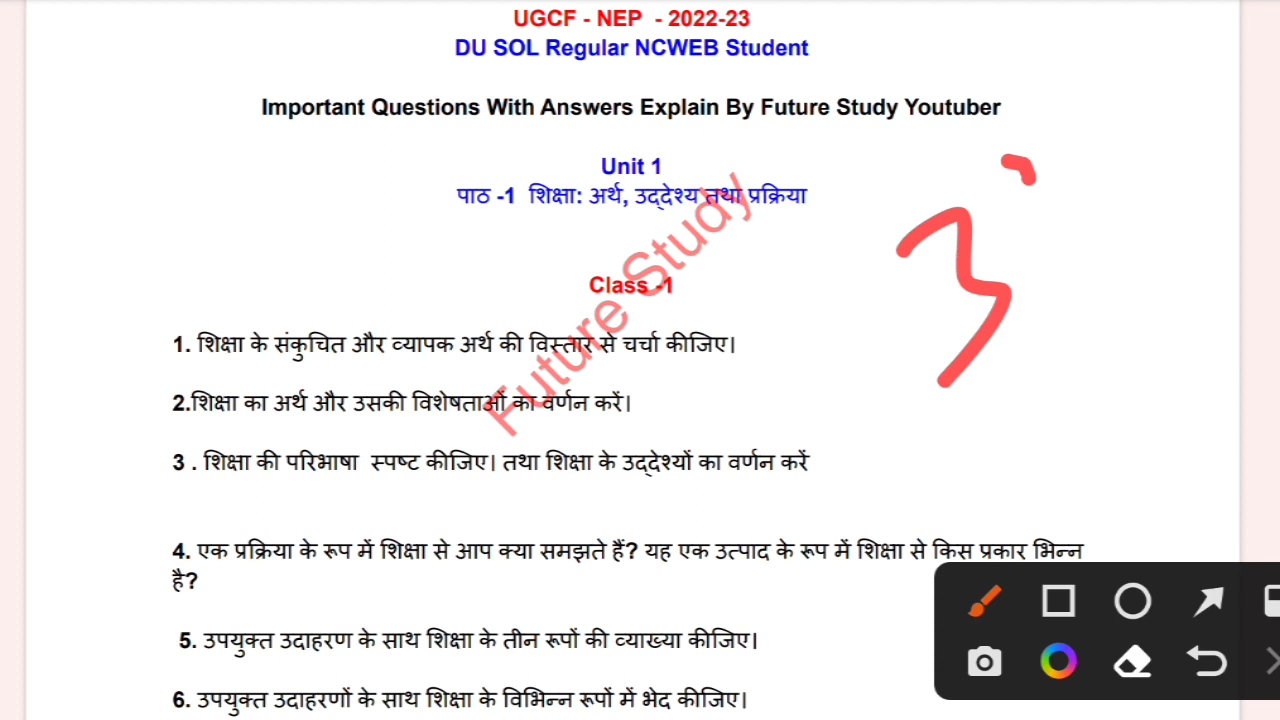 UGCF - NEP - 2022-23
DU SOL Regular NCWEB Student
Important Questions With Answers Explain By Future Study Youtuber
Unit 1
पाठ -1 शिक्षा: अर्थ, उद्देश्य तथा प्रक्रिया
Future Study
Class -1
3
1. शिक्षा के संकुचित और व्यापक अर्थ की विस्तार से चर्चा कीजिए।
2.शिक्षा का अर्थ और उसकी विशेषताओं का वर्णन करें।
3 . शिक्षा की परिभाषा स्पष्ट कीजिए। तथा शिक्षा के उद्देश्यों का वर्णन करें
4. एक प्रक्रिया के रूप में शिक्षा से आप क्या समझते हैं? यह एक उत्पाद के रूप में शिक्षा से किस प्रकार भिन्न
है?
5. उपयुक्त उदाहरण के साथ शिक्षा के तीन रूपों की व्याख्या कीजिए।
6. उपयुक्त उदाहरणों के साथ शिक्षा के विभिन्न रूपों में भेद कीजिए।